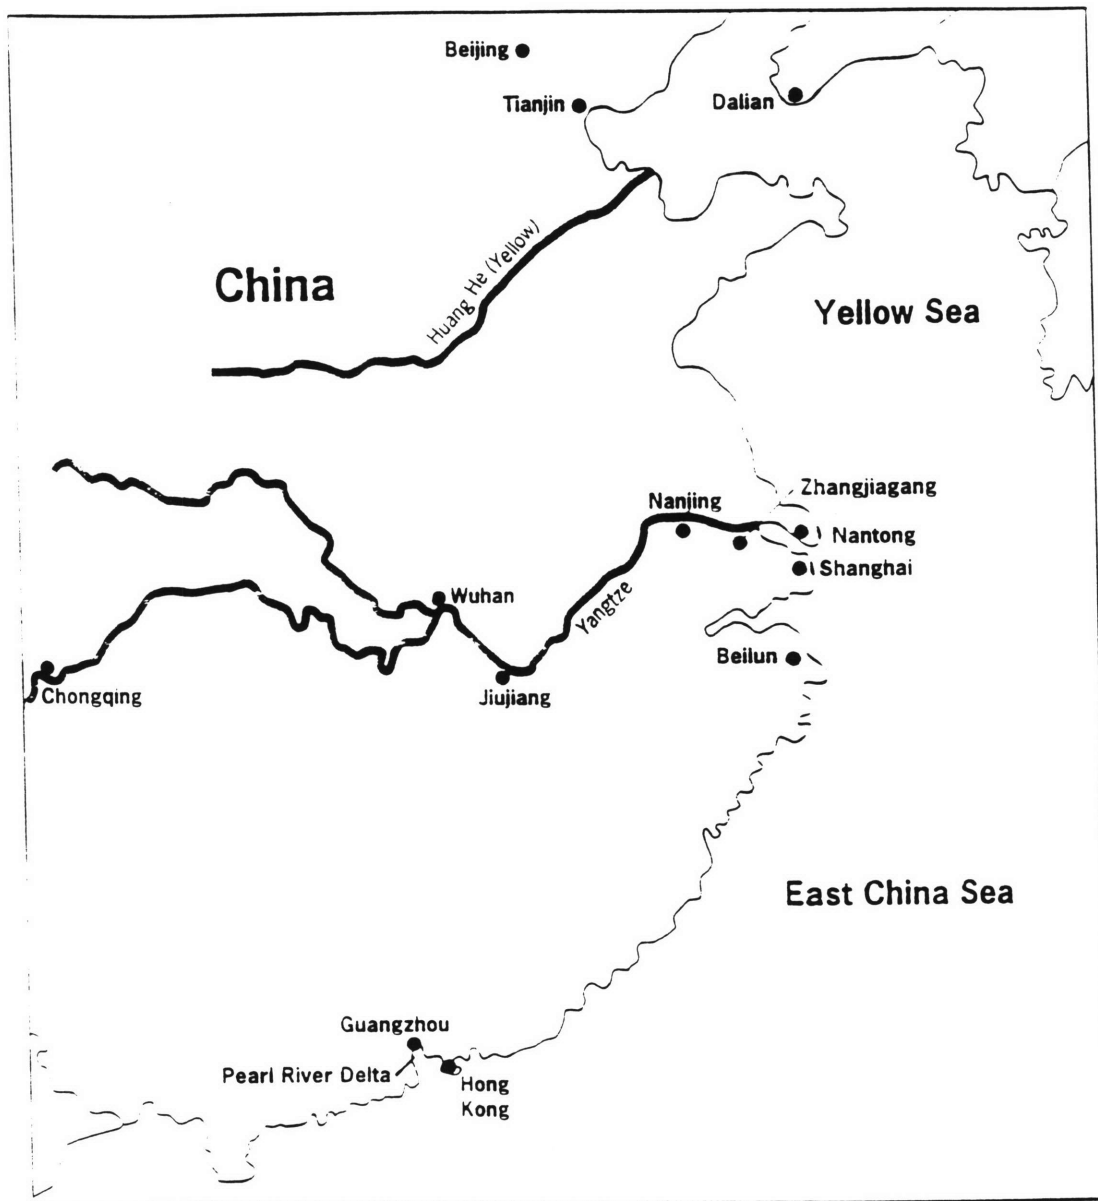 Beijing
Tianjin
Dalian
China
Huang He (Yellow)
Yellow Sea
Zhangjiagang
Nanjing
Nantong
Shanghai
Wuhan
Yangtze
Beilun
Chongqing
Jiujiang
East China Sea
Guangzhou
Pearl River Delta
Hong
Kong